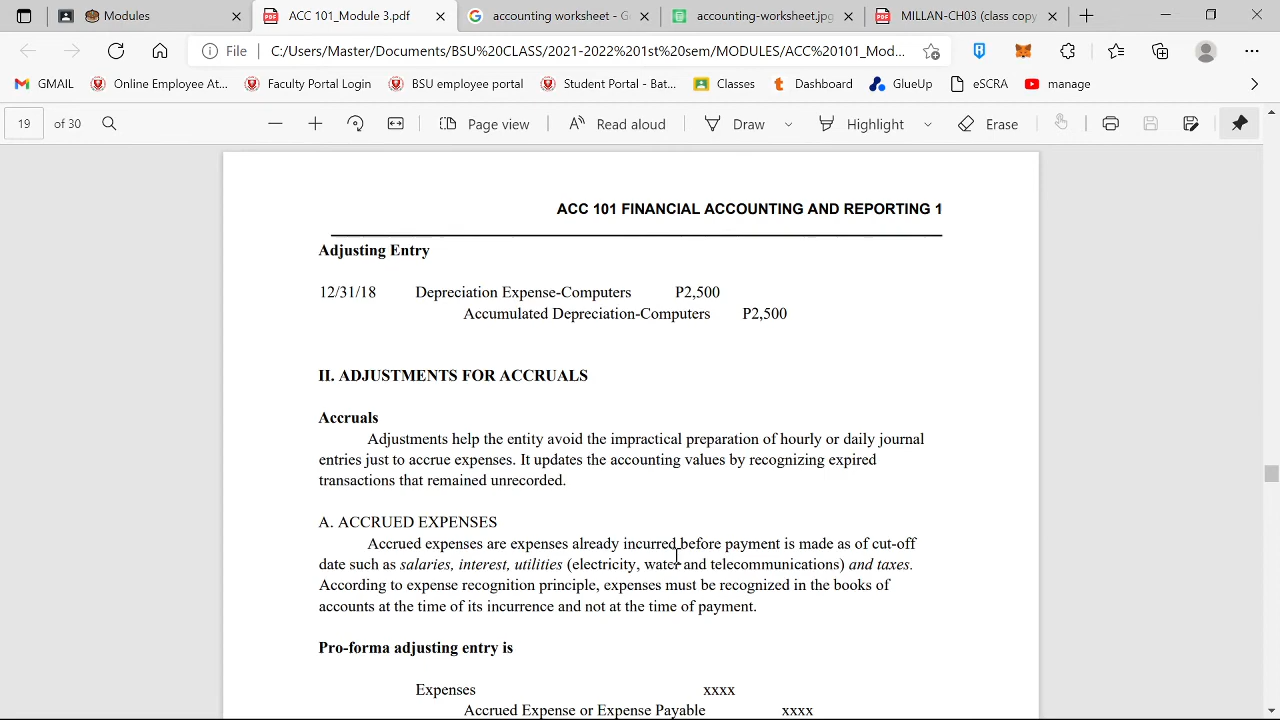 Modules
ACC 101_Module 3.pdf
accounting worksheet - G
accounting-worksheet.jpg
MILLAN-CH03 (class copy
File
C:/Users/Master/Documents/BSU%20CLASS/2021-2022%201st%20sem/MODULES/ACC%20101_Mod...
GMAIL
Online Employee At...
Faculty Portal Login
BSU employee portal
Student Portal - Bat...
Classes
Dashboard
GlueUp
eSCRA
manage
19 of 30
Page view
Read aloud
Draw
Highlight
Erase
ACC 101 FINANCIAL ACCOUNTING AND REPORTING 1
Adjusting Entry
12/31/18 Depreciation Expense-Computers P2,500
Accumulated Depreciation-Computers P2,500
II. ADJUSTMENTS FOR ACCRUALS
Accruals
Adjustments help the entity avoid the impractical preparation of hourly or daily journal
entries just to accrue expenses. It updates the accounting values by recognizing expired
transactions that remained unrecorded.
A. ACCRUED EXPENSES
Accrued expenses are expenses already incurred before payment is made as of cut-off
date such as salaries, interest, utilities (electricity, water and telecommunications) and taxes.
According to expense recognition principle, expenses must be recognized in the books of
accounts at the time of its incurrence and not at the time of payment.
Pro-forma adjusting entry is
Expenses xxxx
Accrued Expense or Expense Payable xxxx